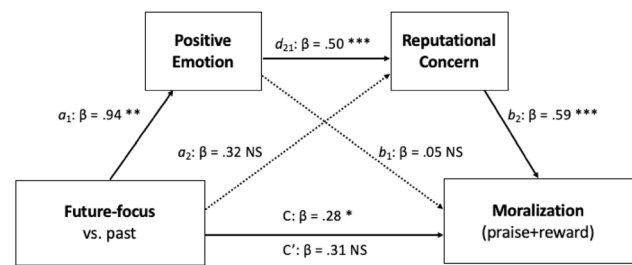 Positive
Emotion
d21: β = .50 ***
Reputational
Concern
a1: β = .94 **
a2: β = .32 NS
b1: β = .05 NS
b2: β = .59 ***
Future-focus
vs. past
C: β = .28 *
C’: β = .31 NS
Moralization
(praise+reward)